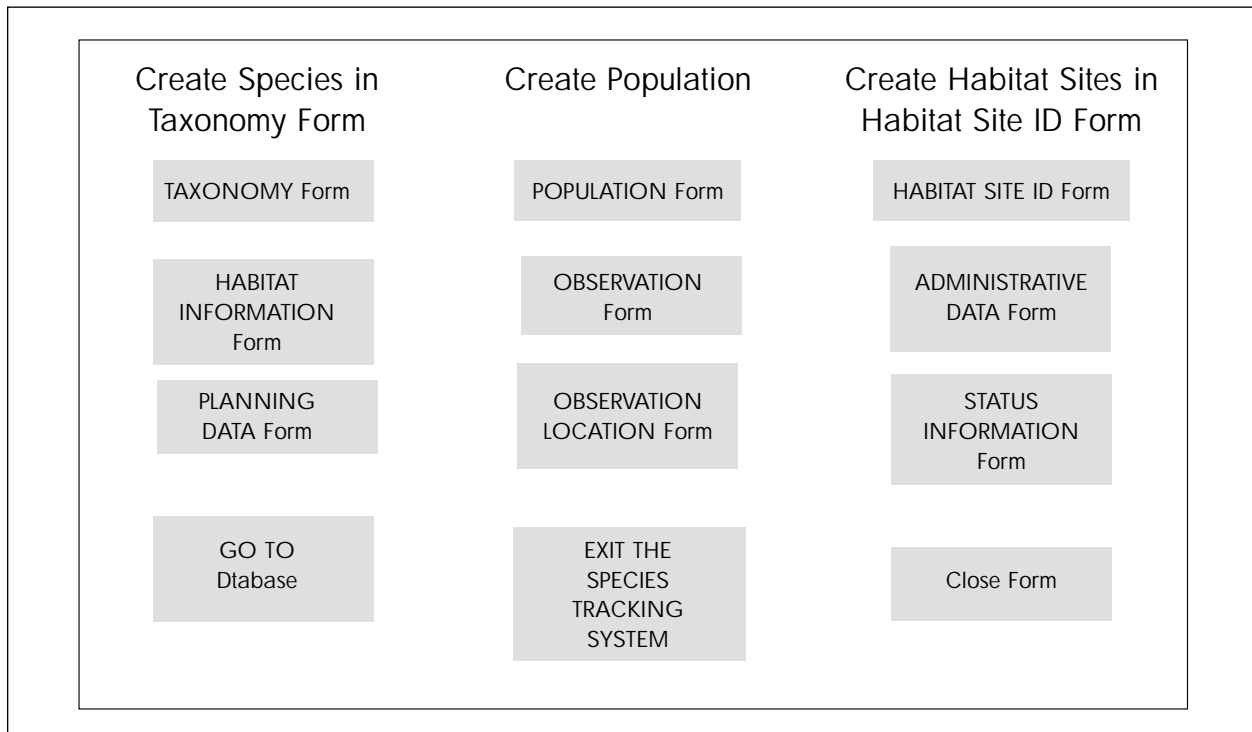 Create Species in
Taxonomy Form
TAXONOMY Form
HABITAT
INFORMATION
Form
PLANNING
DATA Form
GO TO
Dtabase
Create Population
POPULATION Form
OBSERVATION
Form
OBSERVATION
LOCATION Form
EXIT THE
SPECIES
TRACKING
SYSTEM
Create Habitat Sites in
Habitat Site ID Form
HABITAT SITE ID Form
ADMINISTRATIVE
DATA Form
STATUS
INFORMATION
Form
Close Form